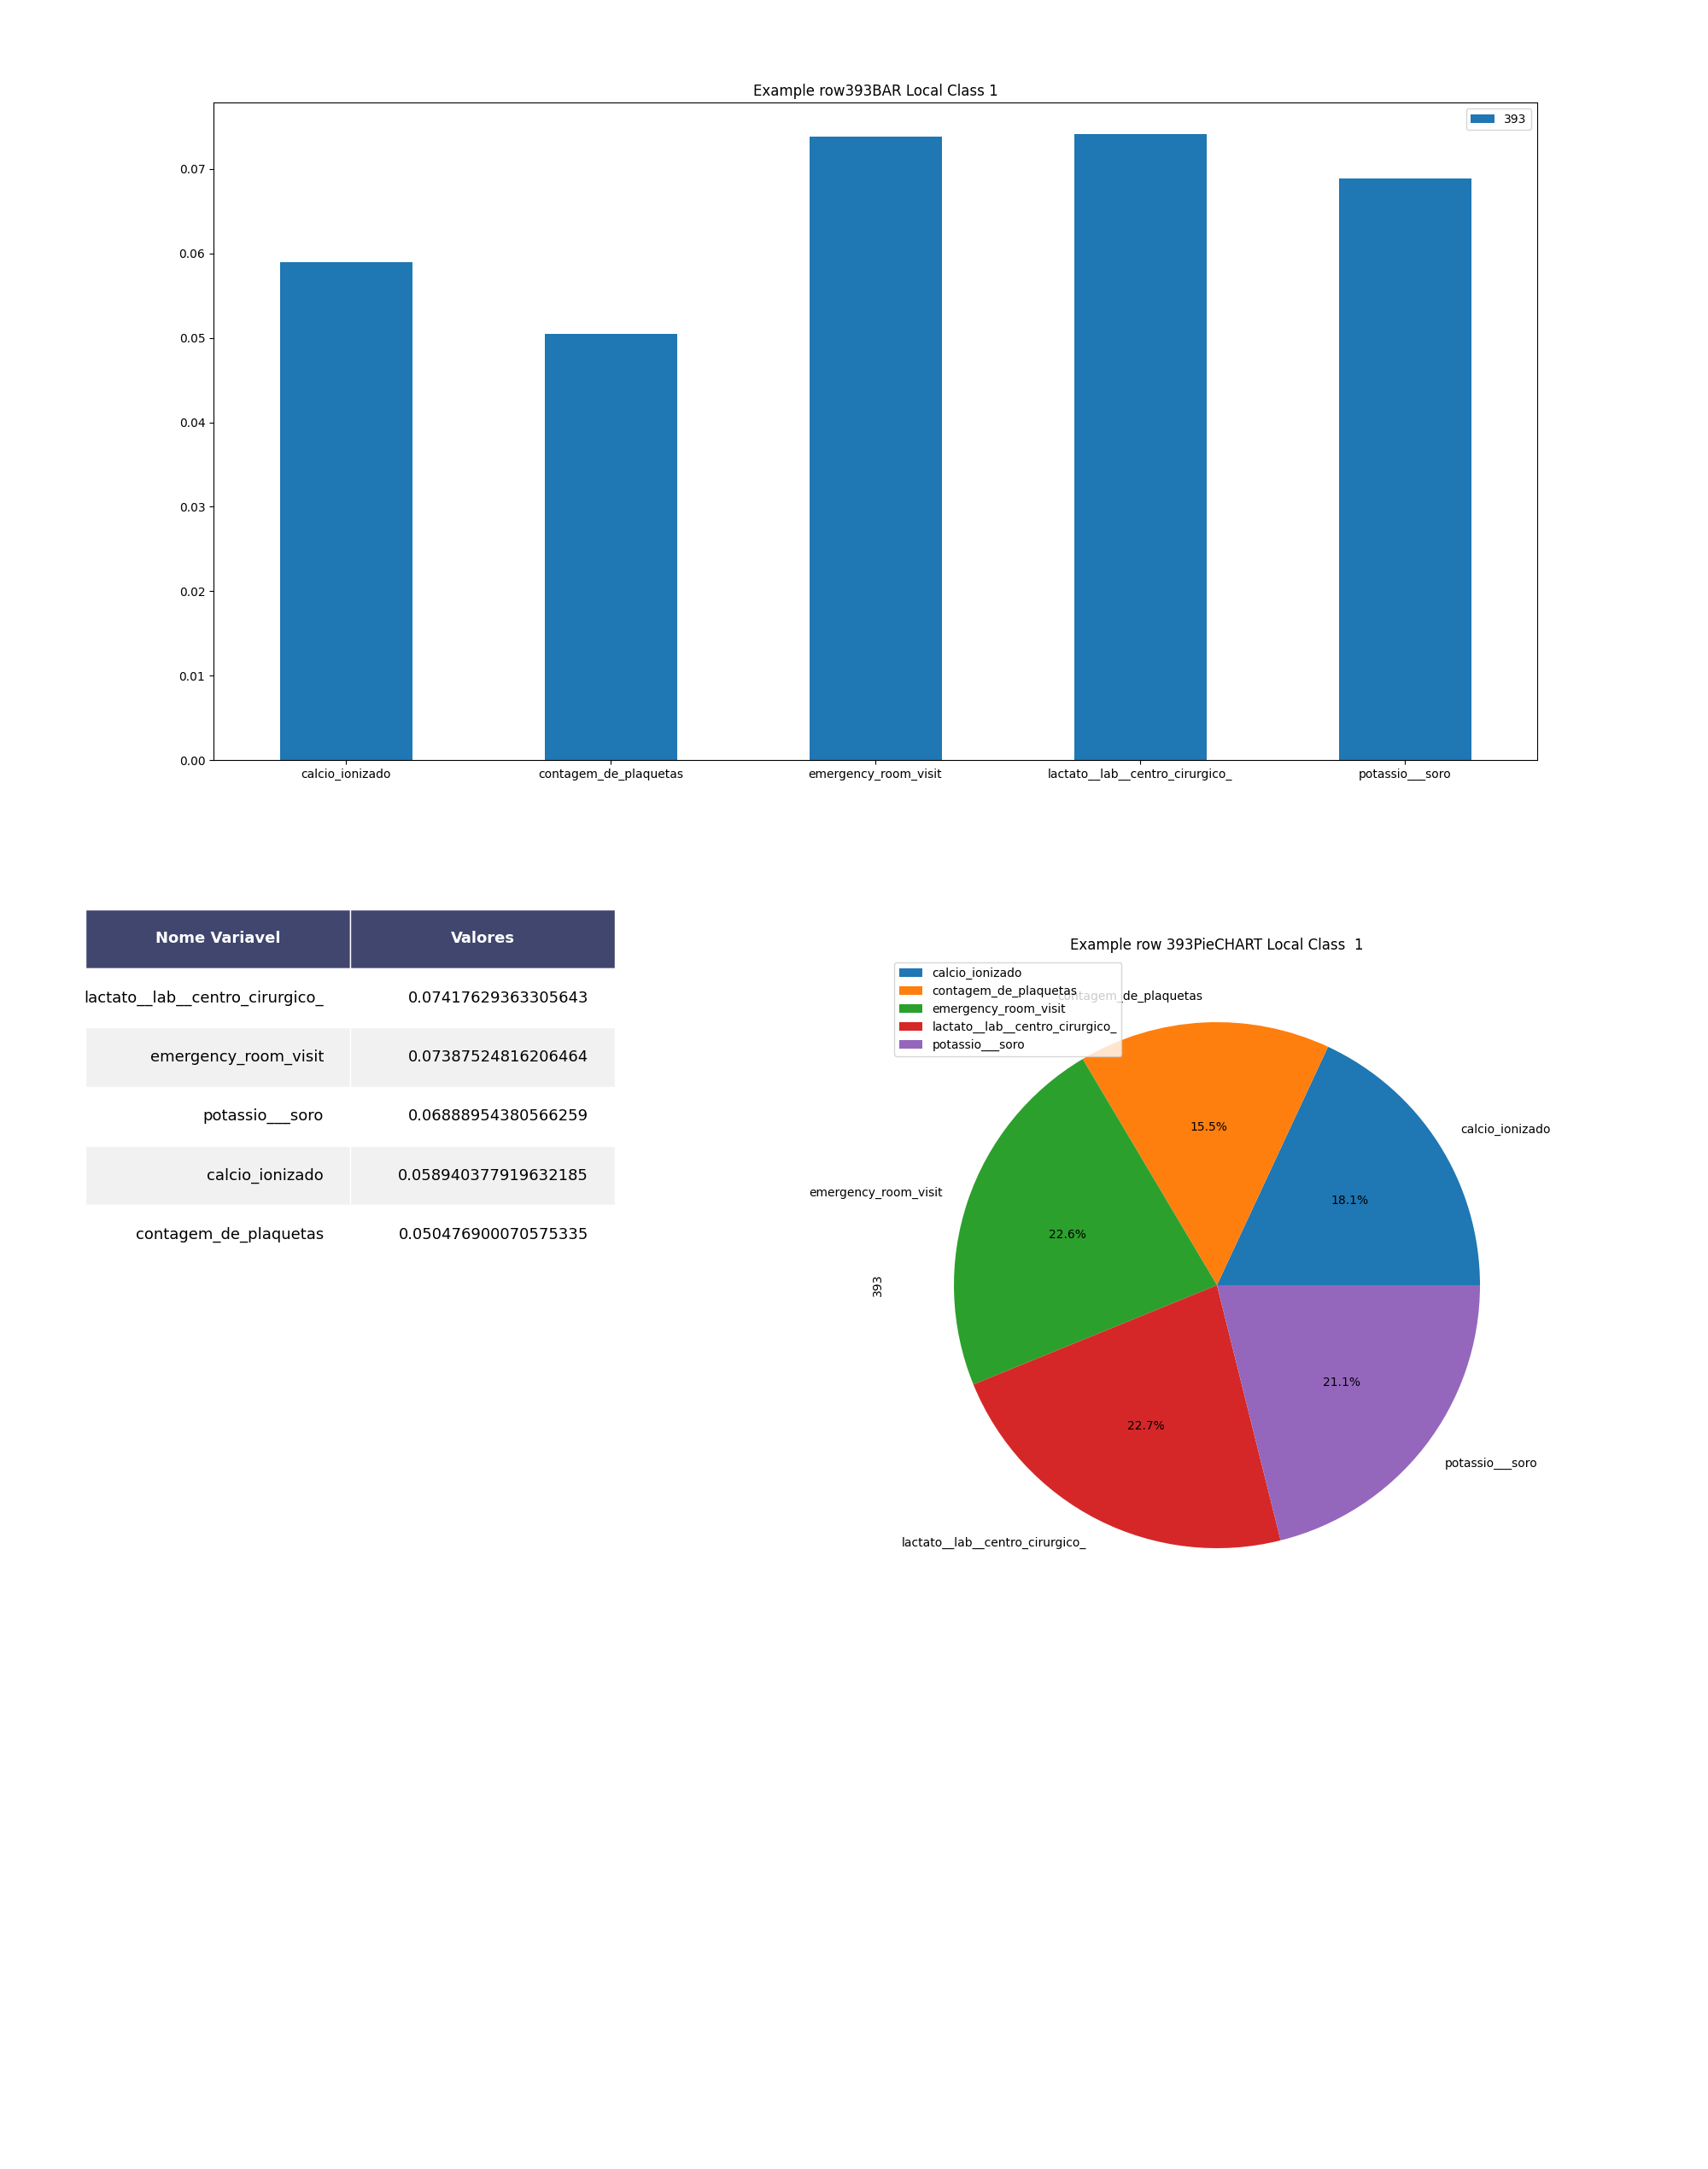 Example row393BAR Local Class 1
393
0.07
0.06
0.05
0.04
0.03
0.02
0.01
0.00
calcio_ionizado
contagem_de_plaquetas
emergency_room_visit
lactato__lab__centro_cirurgico_
potassio___soro
Nome Variavel Valores
lactato__lab__centro_cirurgico_ 0.07417629363305643
emergency_room_visit 0.07387524816206464
potassio___soro 0.06888954380566259
calcio_ionizado 0.058940377919632185
contagem_de_plaquetas 0.050476900070575335
Example row 393PieCHART Local Class  1
calcio_ionizado
contagem_de_plaquetas
emergency_room_visit
lactato__lab__centro_cirurgico_
potassio___soro
contagem_de_plaquetas
15.5%
calcio_ionizado
18.1%
emergency_room_visit
22.6%
393
21.1%
22.7%
potassio___soro
lactato__lab__centro_cirurgico_